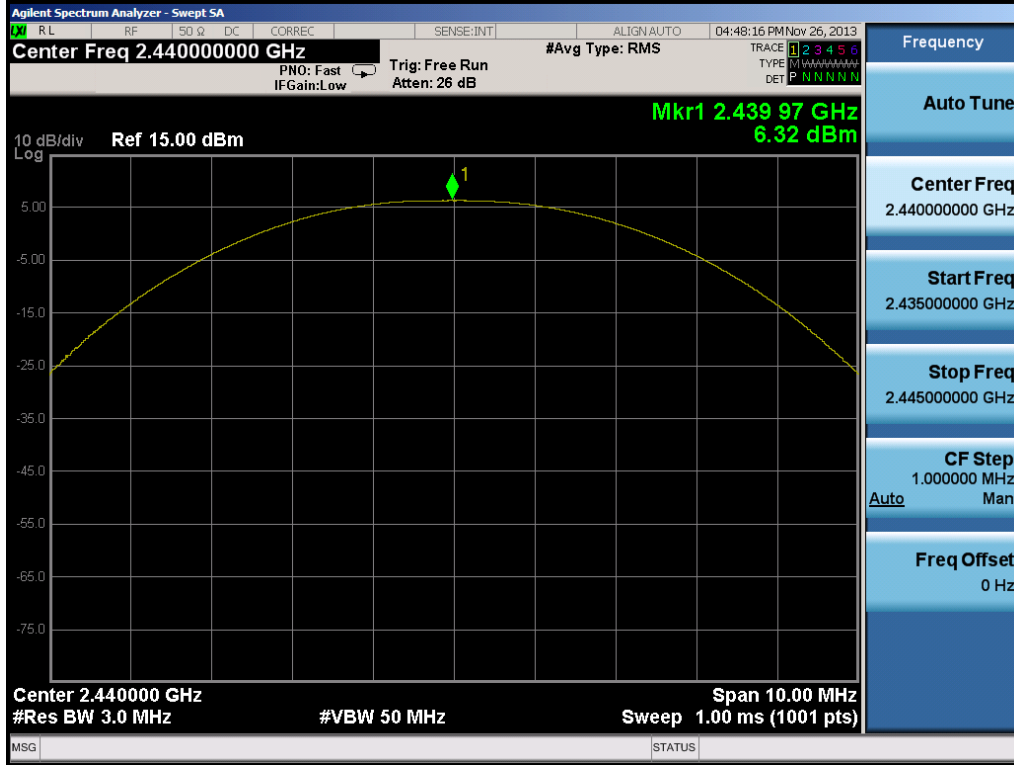 Agilent Spectrum Analyzer - Swept SA
LXI RL RF 50 Ω DC CORREC SENSE:INT ALIGNAUTO 04:48:16 PM Nov 26, 2013
Center Freq 2.440000000 GHz #Avg Type: RMS TRACE 1 2 3 4 5 6
PNO: Fast Trig: Free Run TYPE M
IFGain:Low Atten: 26 dB DET P N N N N N
Mkr1 2.439 97 GHz
6.32 dBm
10 dB/div Ref 15.00 dBm
Log
1
5.00
-5.00
-15.0
-25.0
-35.0
-45.0
-55.0
-65.0
-75.0
Center 2.440000 GHz Span 10.00 MHz
#Res BW 3.0 MHz #VBW 50 MHz Sweep 1.00 ms (1001 pts)
MSG STATUS
Frequency
Auto Tune
Center Freq
2.440000000 GHz
Start Freq
2.435000000 GHz
Stop Freq
2.445000000 GHz
CF Step
1.000000 MHz
Auto Man
Freq Offset
0 Hz